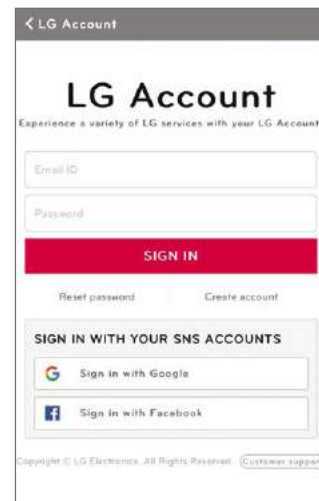 LG Account
LG Account
Experience a variety of LG services with your LG Account
Email ID
Password
SIGN IN
Reset password Create account
SIGN IN WITH YOUR SNS ACCOUNTS
Sign in with Google
Sign in with Facebook
Copyright © LG Electronics. All Rights Reserved. Customer suppor